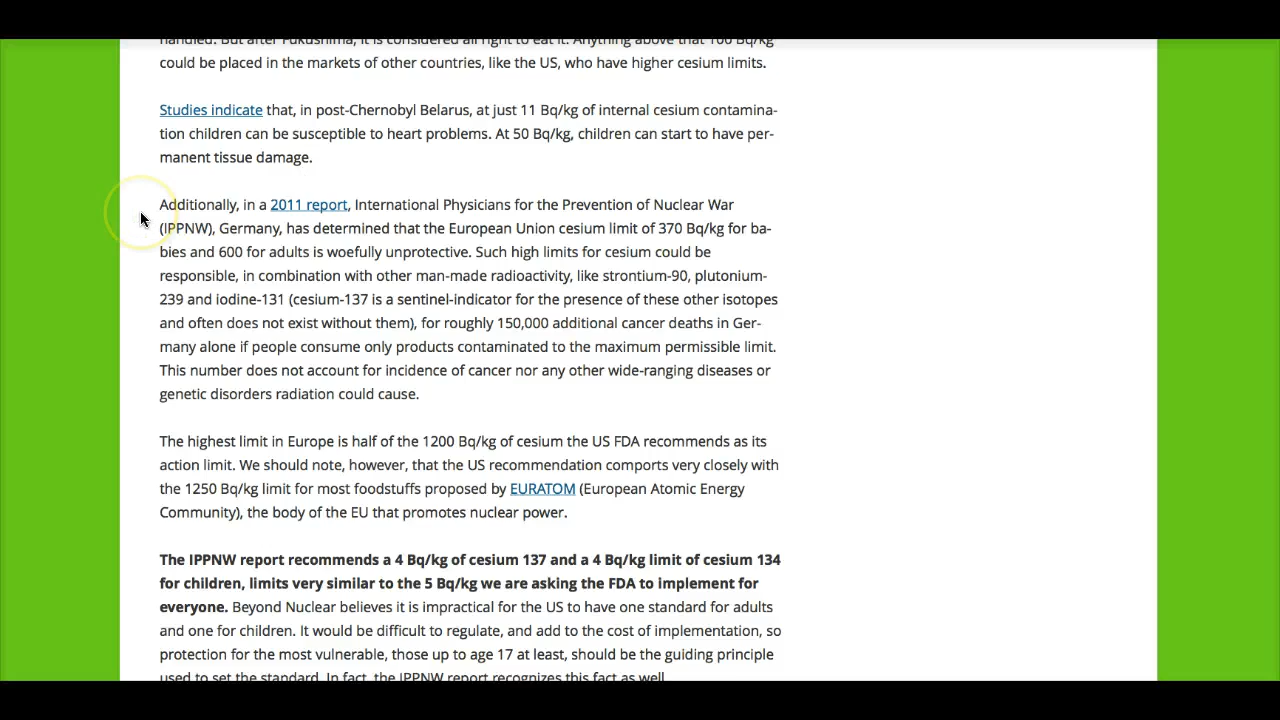 handled. But after Fukushima, it is considered all right to eat it. Anything above that 100 Bq/kg
could be placed in the markets of other countries, like the US, who have higher cesium limits.
Studies indicate that, in post-Chernobyl Belarus, at just 11 Bq/kg of internal cesium contamina-
tion children can be susceptible to heart problems. At 50 Bq/kg, children can start to have per-
manent tissue damage.
Additionally, in a 2011 report, International Physicians for the Prevention of Nuclear War
(IPPNW), Germany, has determined that the European Union cesium limit of 370 Bq/kg for ba-
bies and 600 for adults is woefully unprotective. Such high limits for cesium could be
responsible, in combination with other man-made radioactivity, like strontium-90, plutonium-
239 and iodine-131 (cesium-137 is a sentinel-indicator for the presence of these other isotopes
and often does not exist without them), for roughly 150,000 additional cancer deaths in Ger-
many alone if people consume only products contaminated to the maximum permissible limit.
This number does not account for incidence of cancer nor any other wide-ranging diseases or
genetic disorders radiation could cause.
The highest limit in Europe is half of the 1200 Bq/kg of cesium the US FDA recommends as its
action limit. We should note, however, that the US recommendation comports very closely with
the 1250 Bq/kg limit for most foodstuffs proposed by EURATOM (European Atomic Energy
Community), the body of the EU that promotes nuclear power.
The IPPNW report recommends a 4 Bq/kg of cesium 137 and a 4 Bq/kg limit of cesium 134
for children, limits very similar to the 5 Bq/kg we are asking the FDA to implement for
everyone. Beyond Nuclear believes it is impractical for the US to have one standard for adults
and one for children. It would be difficult to regulate, and add to the cost of implementation, so
protection for the most vulnerable, those up to age 17 at least, should be the guiding principle
used to set the standard. In fact, the IPPNW report recognizes this fact as well.